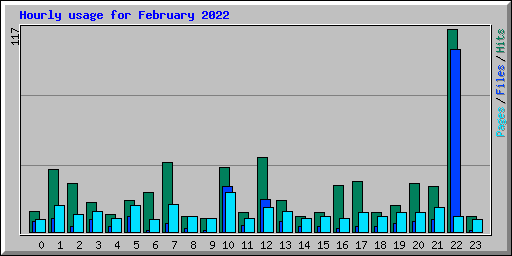 Hourly usage for February 2022
117
Pages/Files/Hits
0 1 2 3 4 5 6 7 8 9 10 11 12 13 14 15 16 17 18 19 20 21 22 23